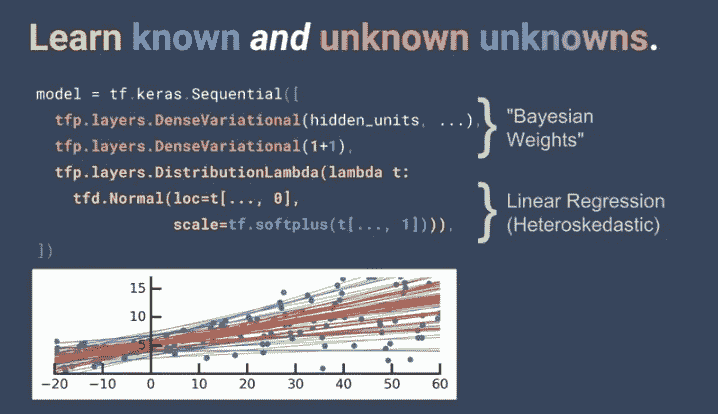 Learn known and unknown unknowns.
model = tf.keras.Sequential([
tfp.layers.DenseVariational(hidden_units, ...),
tfp.layers.DenseVariational(1+1),
tfp.layers.DistributionLambda(lambda t:
tfd.Normal(loc=t[..., 0],
scale=tf.softplus(t[..., 1]))),
])
"Bayesian
Weights"
Linear Regression
(Heteroskedastic)
15
10
5
−20 −10 0 10 20 30 40 50 60